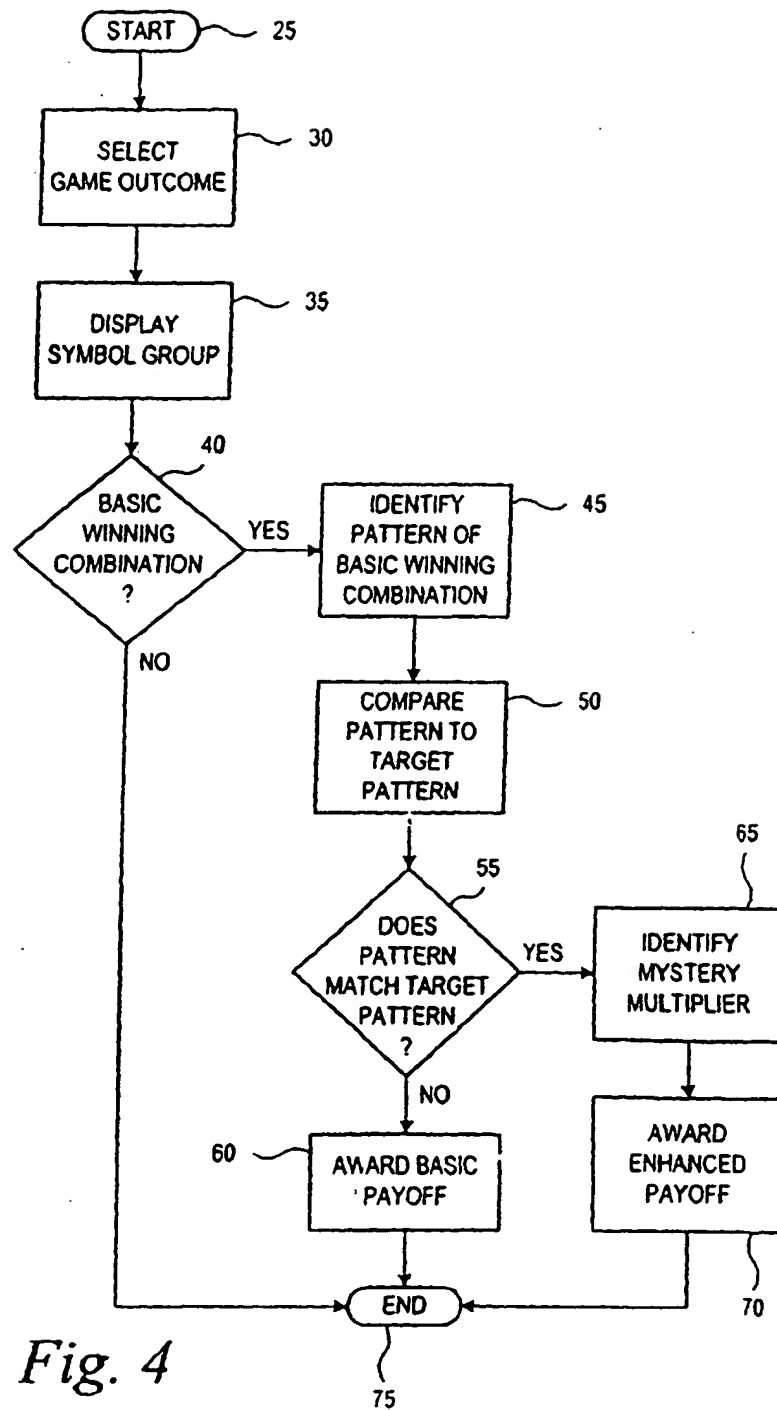 START
25
SELECT
GAME OUTCOME
30
DISPLAY
SYMBOL GROUP
35
BASIC
WINNING
COMBINATION
?
40
YES
NO
IDENTIFY
PATTERN OF
BASIC WINNING
COMBINATION
45
COMPARE
PATTERN TO
TARGET
PATTERN
50
DOES
PATTERN
MATCH TARGET
PATTERN
?
55
YES
NO
IDENTIFY
MYSTERY
MULTIPLIER
65
AWARD BASIC
PAYOFF
60
AWARD
ENHANCED
PAYOFF
70
END
75
Fig. 4